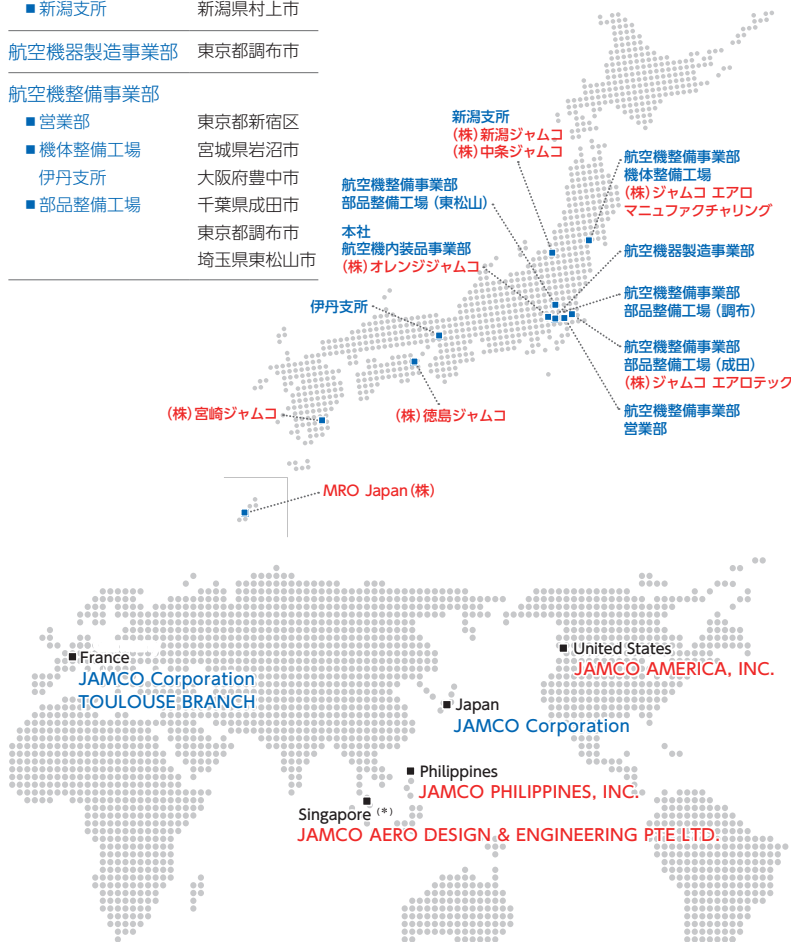 ■ 新潟支所 新潟県村上市
航空機器製造事業部 東京都調布市
航空機整備事業部
■ 営業部 東京都新宿区
■ 機体整備工場 宮城県岩沼市
伊丹支所 大阪府豊中市
■ 部品整備工場 千葉県成田市
東京都調布市
埼玉県東松山市
新潟支所
(株)新潟ジャムコ
(株)中条ジャムコ
航空機整備事業部
機体整備工場
(株)ジャムコ エアロ
マニュファクチャリング
航空機整備事業部
部品整備工場(東松山)
本社
航空機内装品事業部
(株)オレンジジャムコ
航空機器製造事業部
航空機整備事業部
部品整備工場(調布)
伊丹支所
航空機整備事業部
部品整備工場(成田)
(株)ジャムコ エアロテック
航空機整備事業部
営業部
(株)宮崎ジャムコ
(株)徳島ジャムコ
MRO Japan(株)
France
JAMCO Corporation
TOULOUSE BRANCH
United States
JAMCO AMERICA, INC.
Japan
JAMCO Corporation
Philippines
JAMCO PHILIPPINES, INC.
Singapore (*)
JAMCO AERO DESIGN & ENGINEERING PTE LTD.